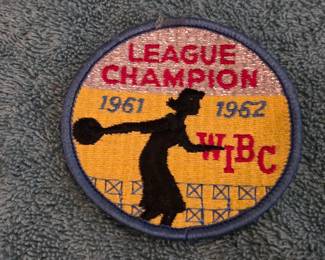 LEAGUE
CHAMPION
1961 1962
WIBC